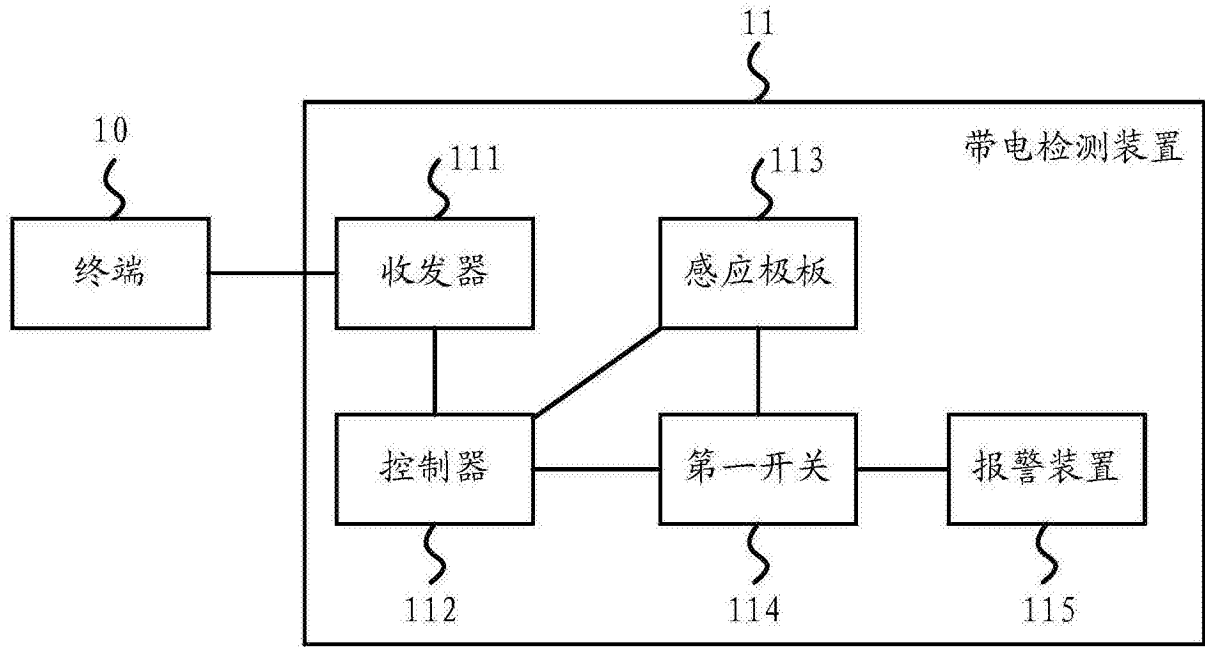 11
带电检测装置
10
111
113
终端
收发器
感应极板
控制器
第一开关
报警装置
112
114
115